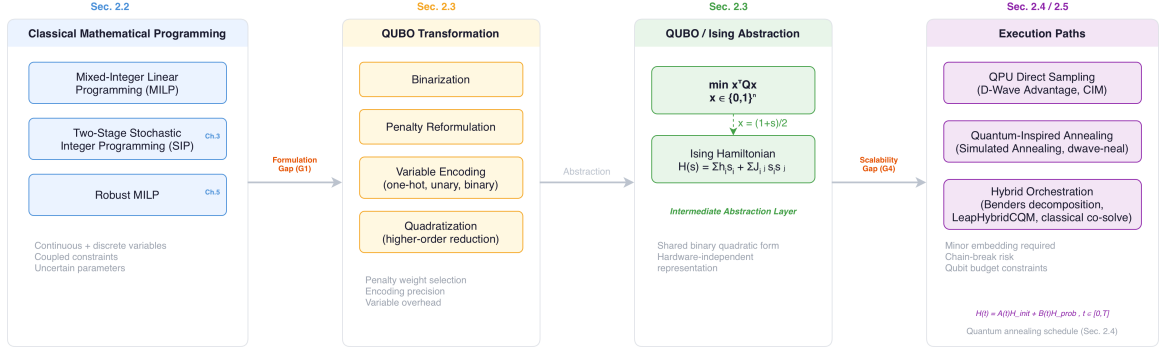 Sec. 2.2
Classical Mathematical Programming
Mixed-Integer Linear
Programming (MILP)
Two-Stage Stochastic
Integer Programming (SIP)
Ch.3
Robust MILP
Ch.5
Continuous + discrete variables
Coupled constraints
Uncertain parameters
Formulation
Gap (G1)
Sec. 2.3
QUBO Transformation
Binarization
Penalty Reformulation
Variable Encoding
(one-hot, unary, binary)
Quadratization
(higher-order reduction)
Penalty weight selection
Encoding precision
Variable overhead
Abstraction
Sec. 2.3
QUBO / Ising Abstraction
min xᵀQx
x ∈ {0,1}ⁿ
x = (1+s)/2
Ising Hamiltonian
H(s) = Σhᵢsᵢ + ΣJᵢ ⱼ sᵢs ⱼ
Intermediate Abstraction Layer
Shared binary quadratic form
Hardware-independent
representation
Scalability
Gap (G4)
Sec. 2.4 / 2.5
Execution Paths
QPU Direct Sampling
(D-Wave Advantage, CIM)
Quantum-Inspired Annealing
(Simulated Annealing, dwave-neal)
Hybrid Orchestration
(Benders decomposition,
LeapHybridCQM, classical co-solve)
Minor embedding required
Chain-break risk
Qubit budget constraints
H(t) = A(t)H_init + B(t)H_prob , t ∈ [0,T]
Quantum annealing schedule (Sec. 2.4)